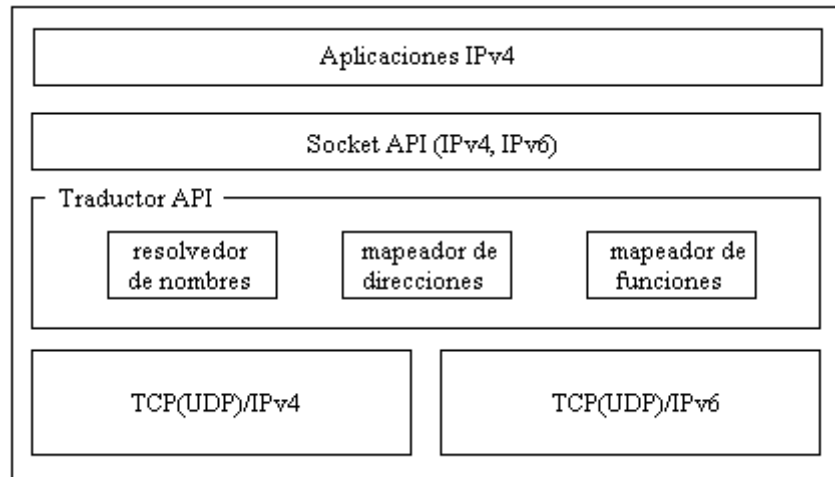 Aplicaciones IPv4
Socket API (IPv4, IPv6)
Traductor API
resolvedor
de nombres
mapeador de
direcciones
mapeador de
funciones
TCP(UDP)/IPv4
TCP(UDP)/IPv6